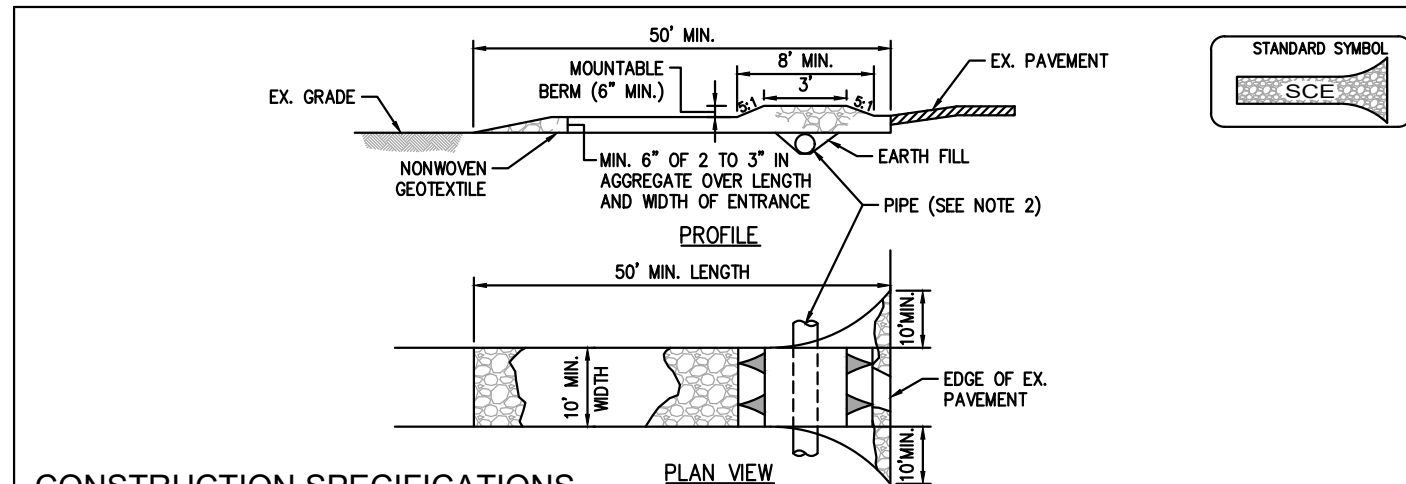 50' MIN.
8' MIN.
3'
MOUNTABLE
BERM (6" MIN.)
5:1
5:1
EX. PAVEMENT
EX. GRADE
NONWOVEN
GEOTEXTILE
MIN. 6" OF 2 TO 3" IN
AGGREGATE OVER LENGTH
AND WIDTH OF ENTRANCE
EARTH FILL
PIPE (SEE NOTE 2)
PROFILE
STANDARD SYMBOL
SCE
50' MIN. LENGTH
10' MIN.
WIDTH
10'MIN.
EDGE OF EX.
PAVEMENT
10'MIN.
PLAN VIEW
CONSTRUCTION SPECIFICATIONS